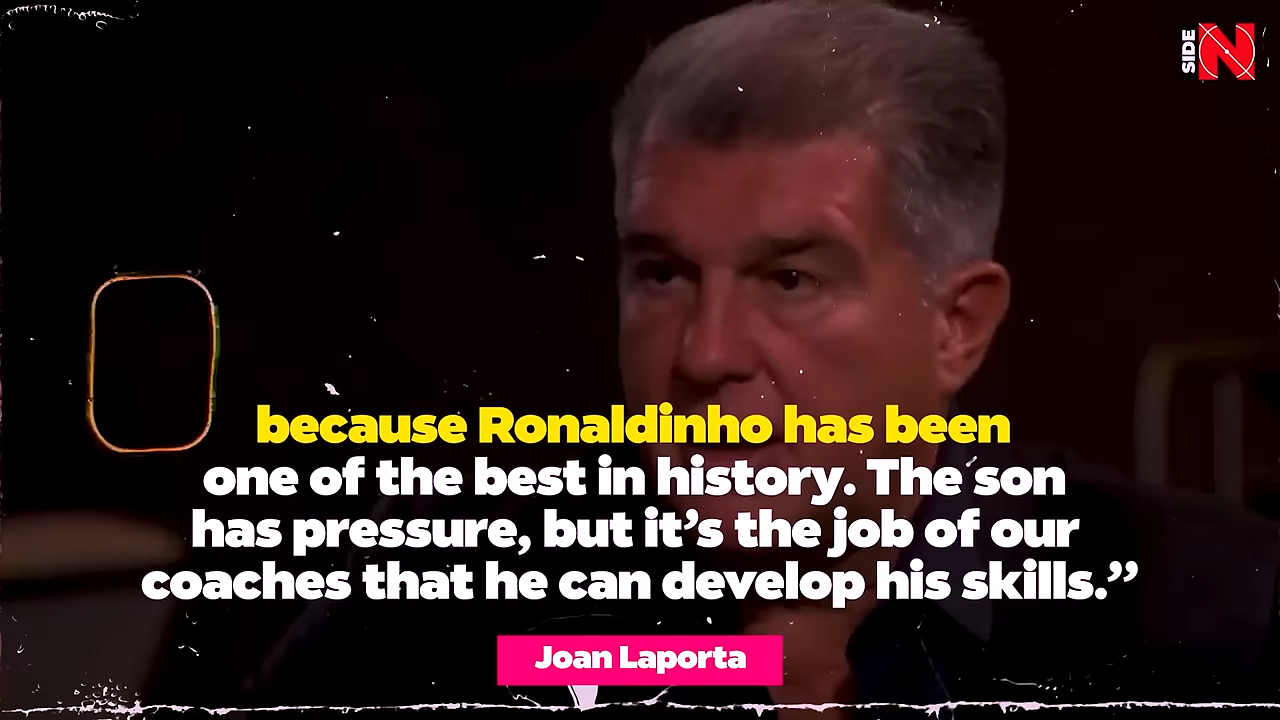 SIDE
N
because Ronaldinho has been
one of the best in history. The son
has pressure, but it’s the job of our
coaches that he can develop his skills.”
Joan Laporta